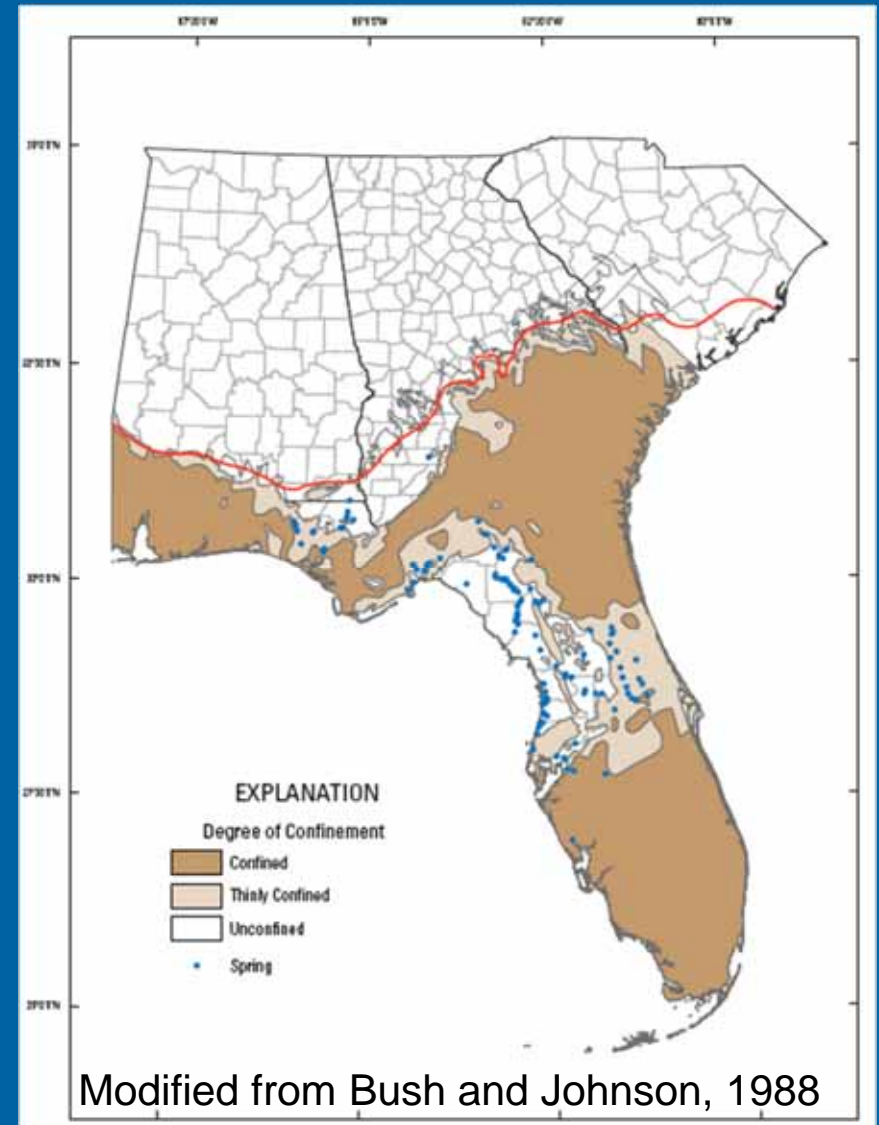 EXPLANATION
Degree of Confinement
Confined
Thinly Confined
Unconfined
Spring
Modified from Bush and Johnson, 1988